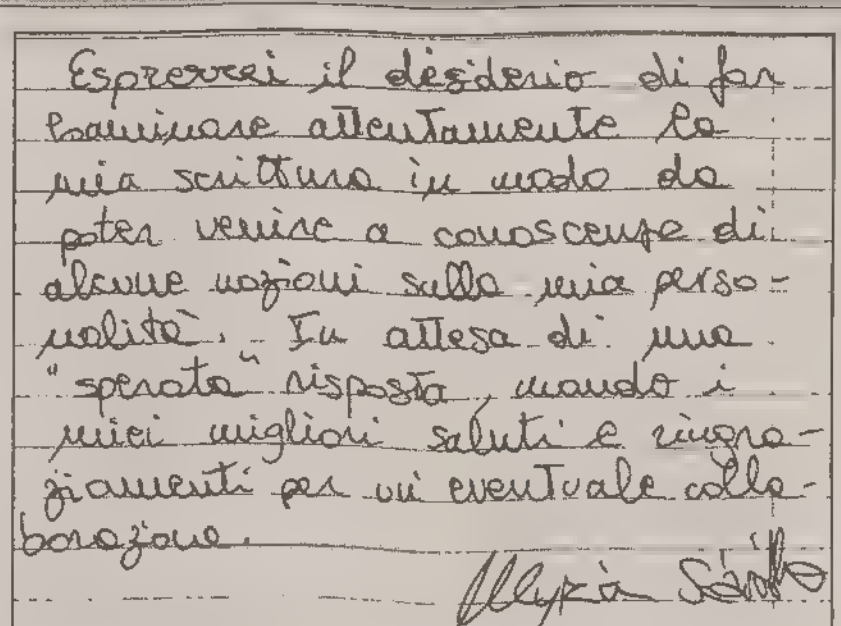 Esprerrei il desiderio di far
esaminare attentamente la
mia scrittura in modo da
poter venire a conoscenze di
alcune nozioni sulla mia perso-
nalità. In attesa di una
"sperata" risposta, mando i
miei migliori saluti e ringra-
ziamenti per un' eventuale colla-
borazione.